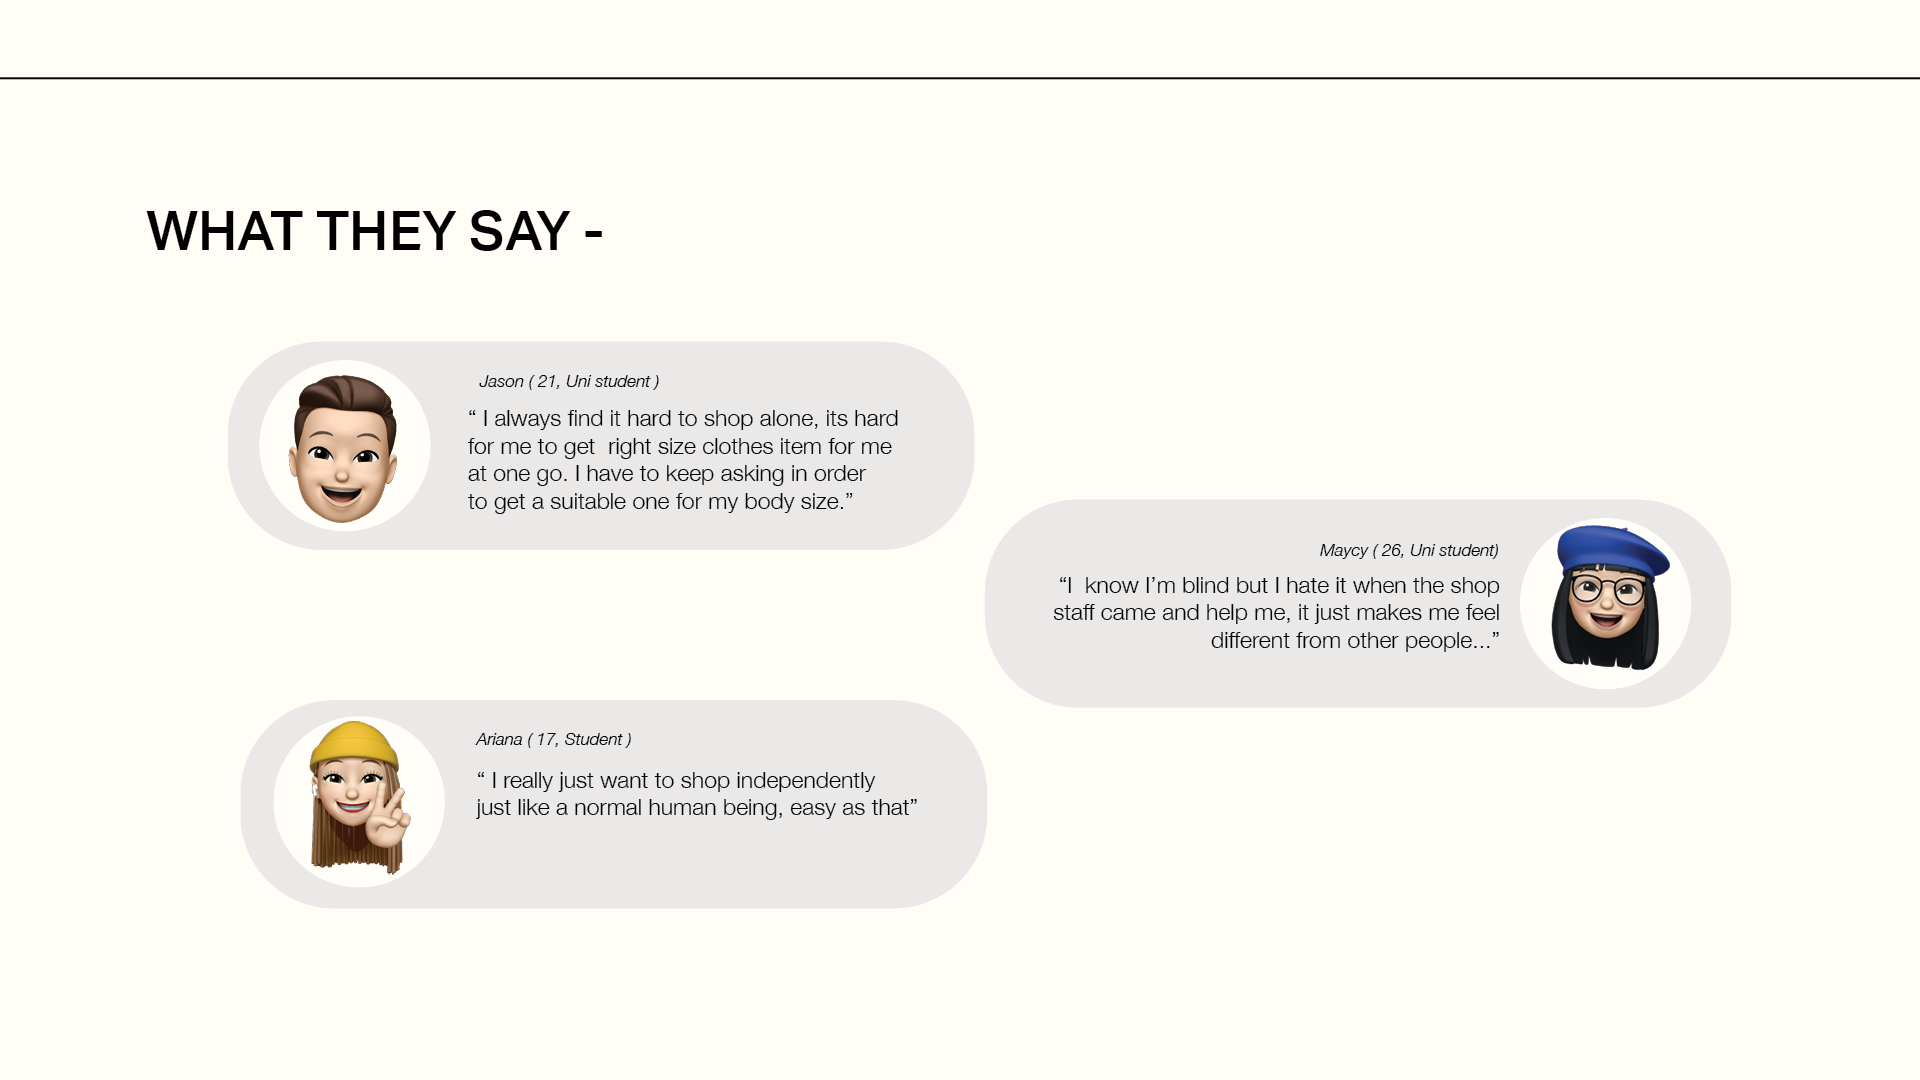 WHAT THEY SAY -
Jason ( 21, Uni student )
“ I always find it hard to shop alone, its hard
for me to get  right size clothes item for me
at one go. I have to keep asking in order
to get a suitable one for my body size.”
Maycy ( 26, Uni student)
“I  know I’m blind but I hate it when the shop
staff came and help me, it just makes me feel
different from other people...”
Ariana ( 17, Student )
“ I really just want to shop independently
just like a normal human being, easy as that”